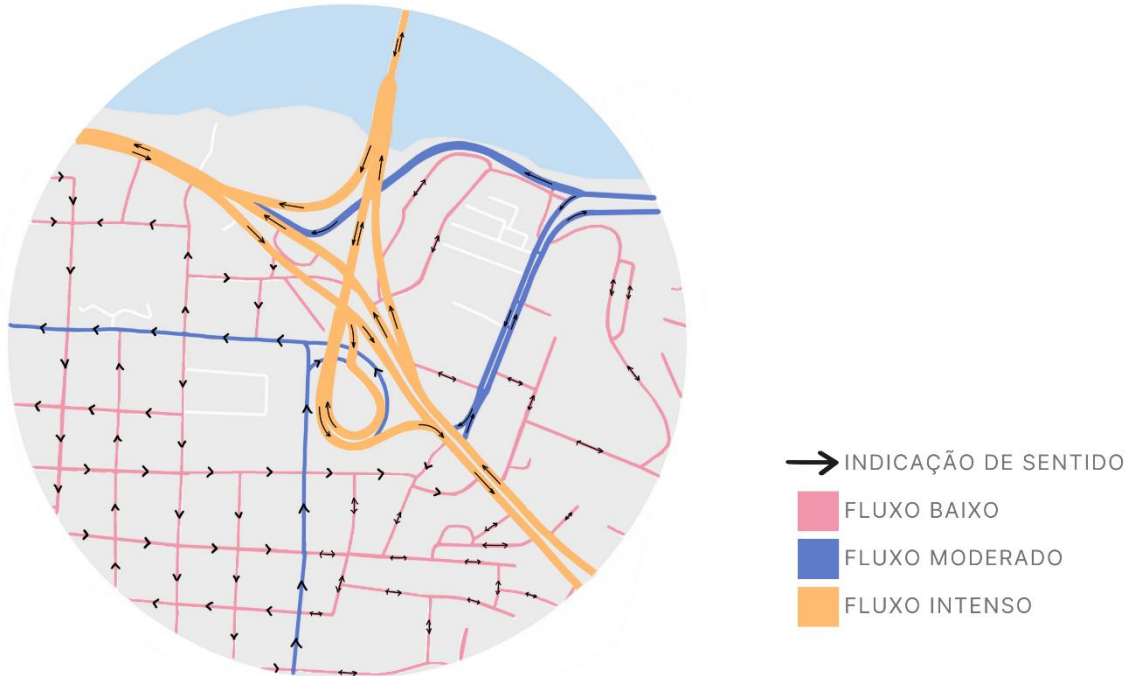 INDICAÇÃO DE SENTIDO
FLUXO BAIXO
FLUXO MODERADO
FLUXO INTENSO